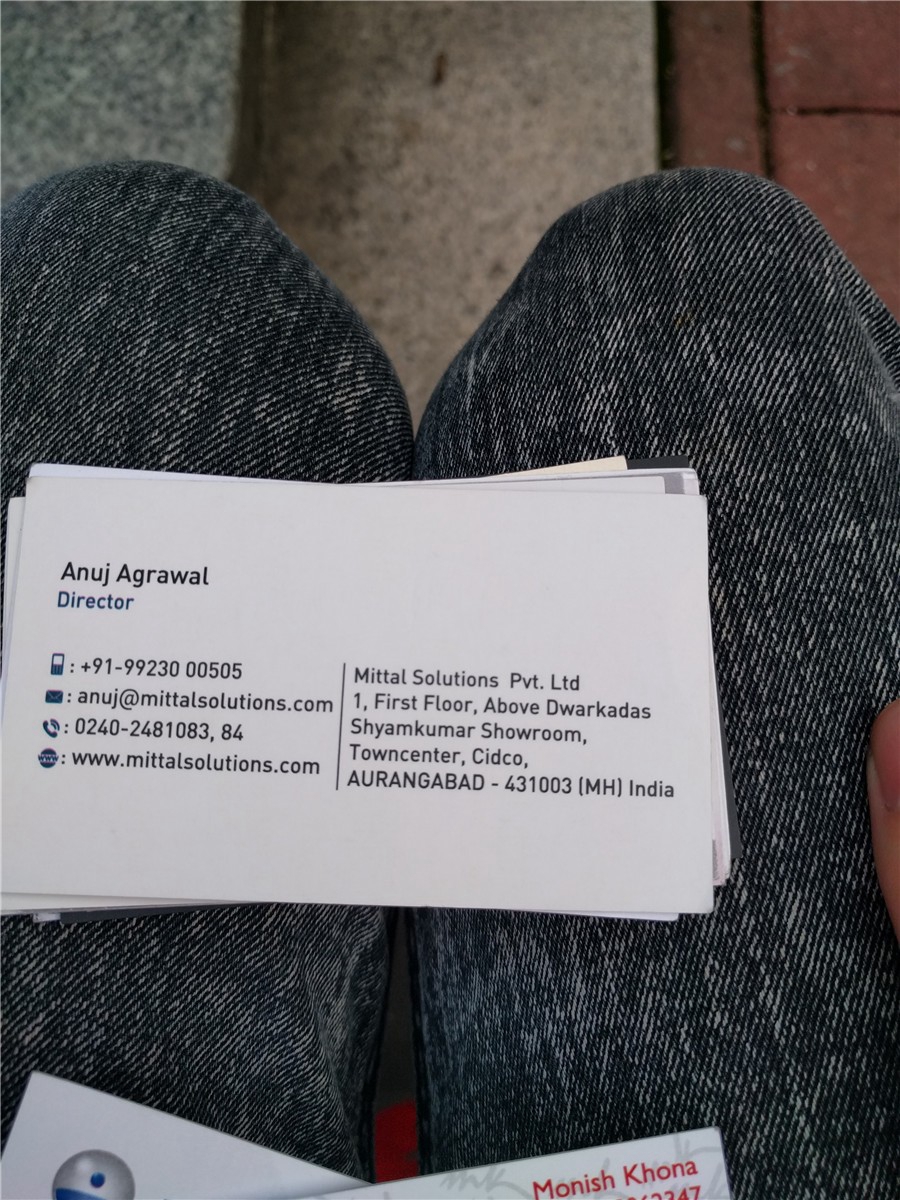 Anuj Agrawal
Director
: +91-99230 00505
: anuj@mittalsolutions.com
: 0240-2481083, 84
: www.mittalsolutions.com
Mittal Solutions Pvt. Ltd
1, First Floor, Above Dwarkadas
Shyamkumar Showroom,
Towncenter, Cidco,
AURANGABAD - 431003 (MH) India
Monish Khona